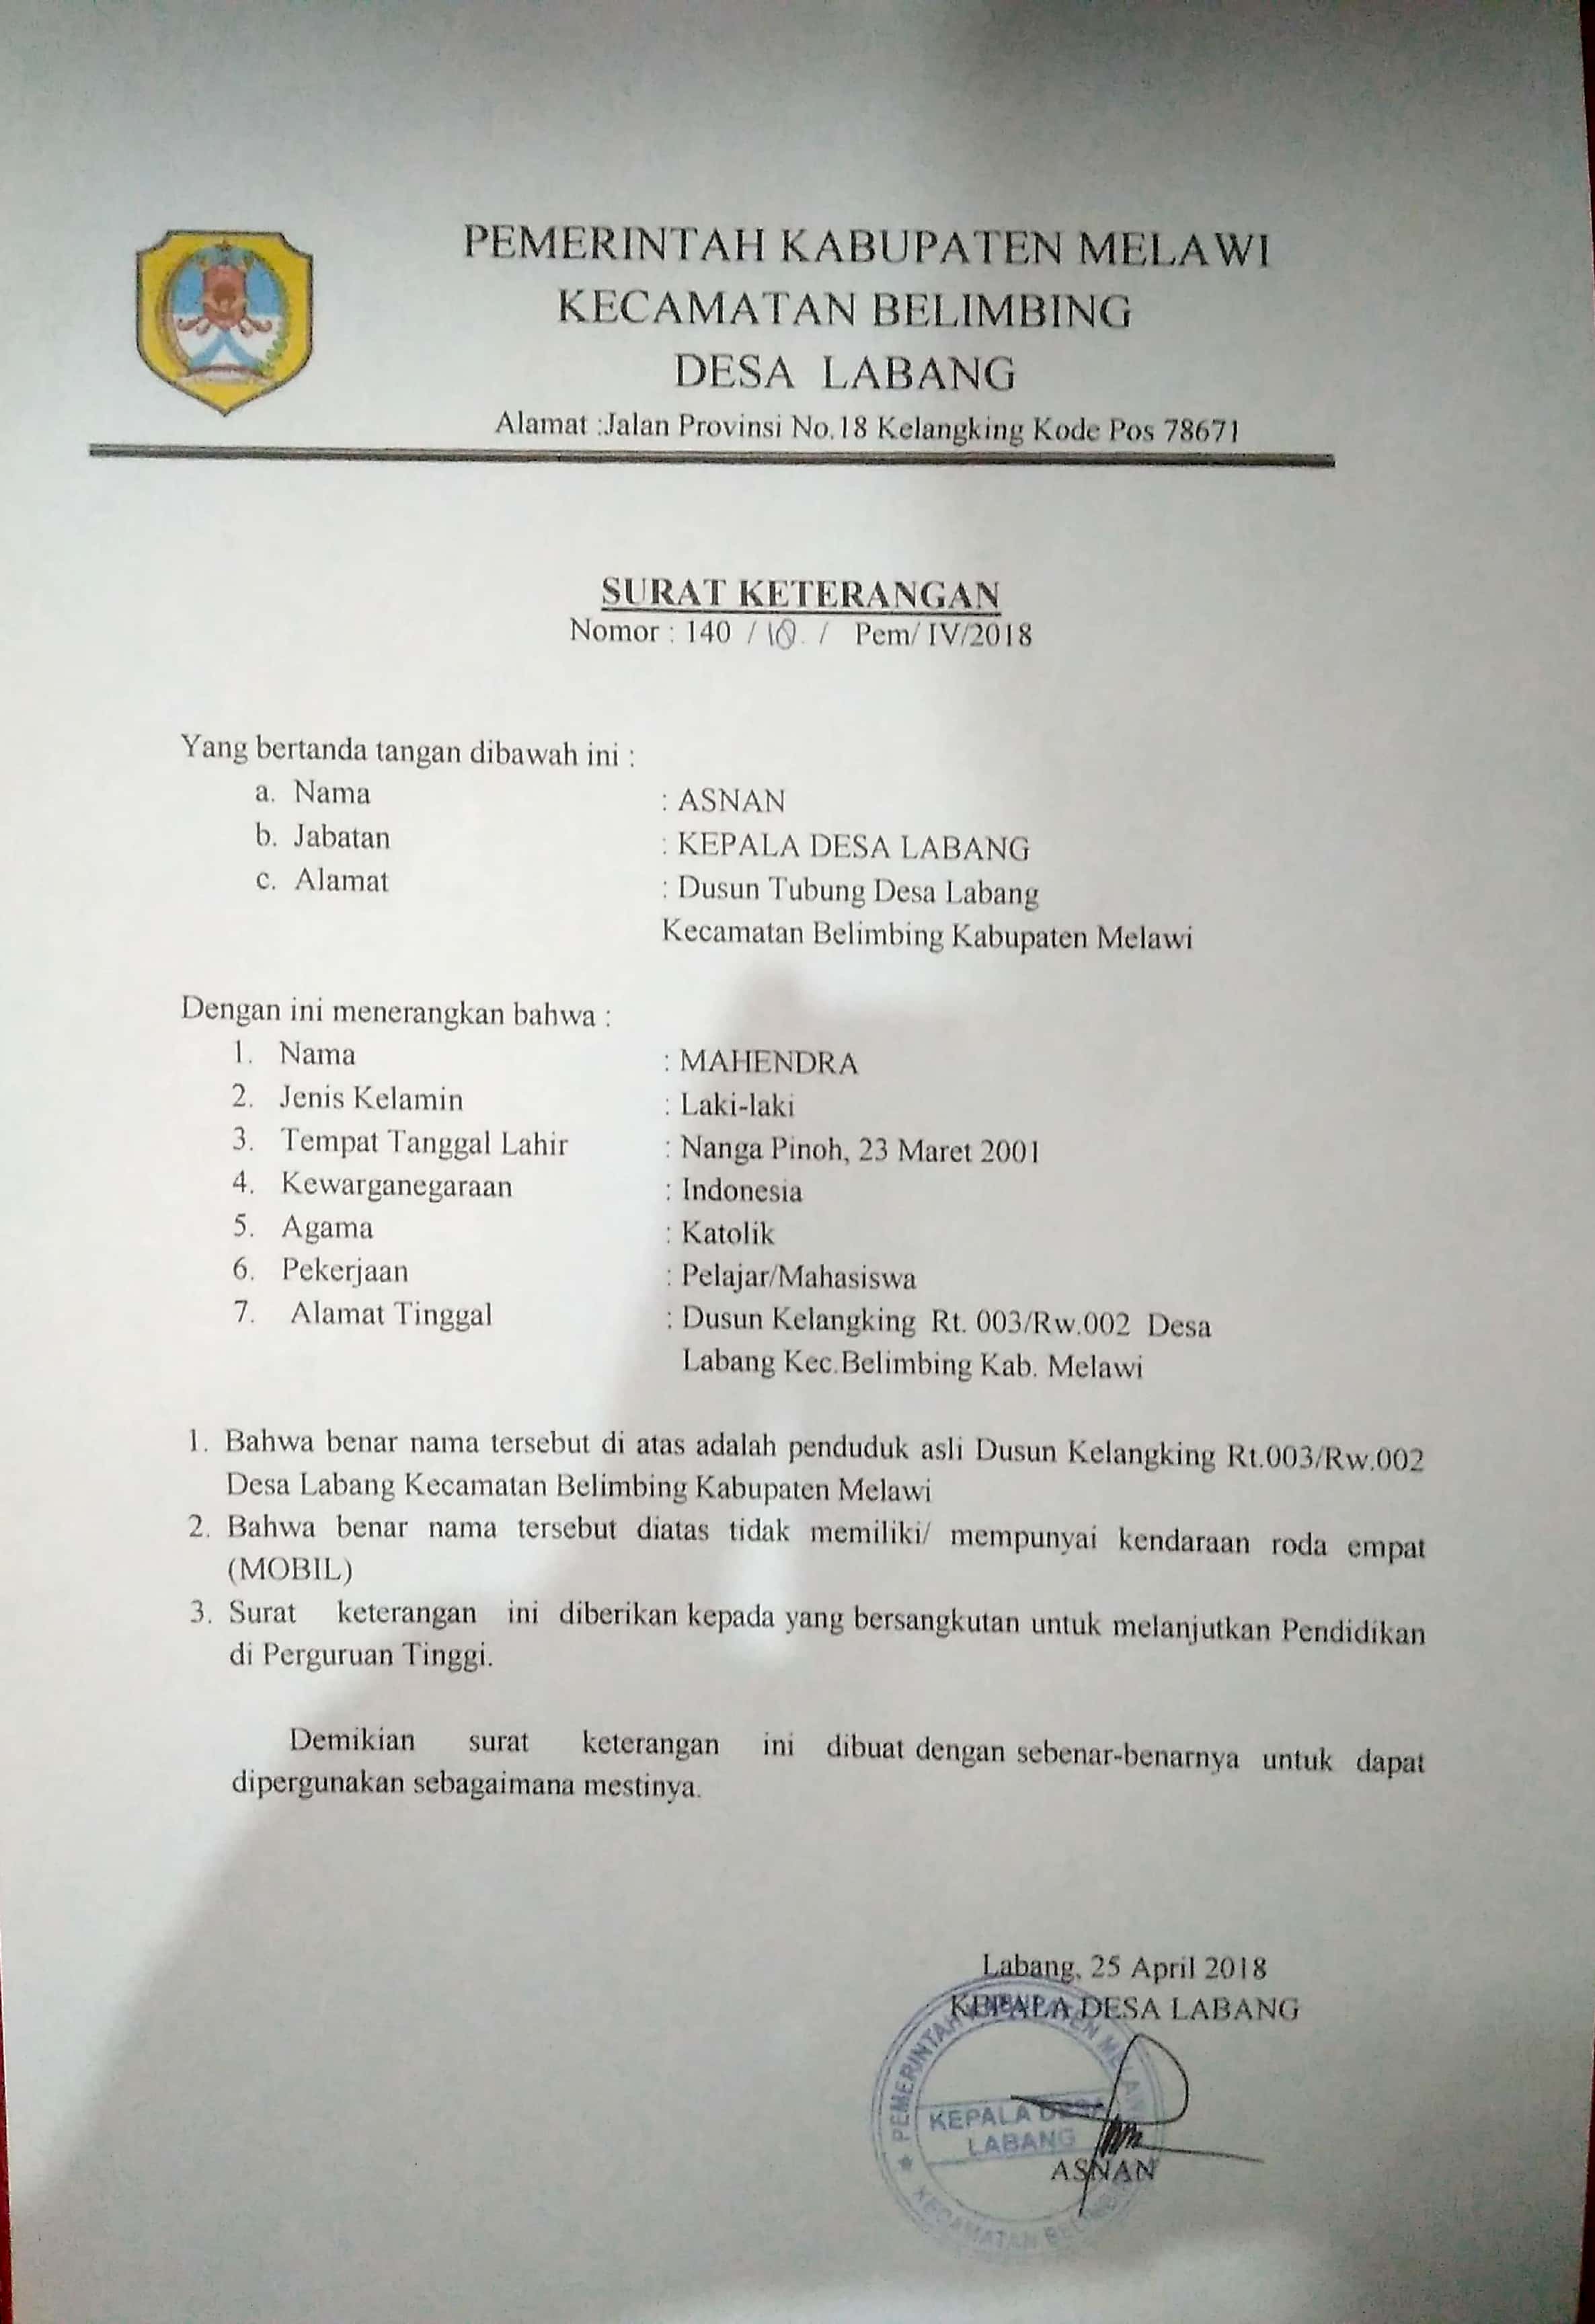 PEMERINTAH KABUPATEN MELAWI
KECAMATAN BELIMBING
DESA LABANG
Alamat :Jalan Provinsi No.18 Kelangking Kode Pos 78671
SURAT KETERANGAN
Nomor : 140 / 10 . / Pem/ IV/2018
Yang bertanda tangan dibawah ini :
a. Nama : ASNAN
b. Jabatan : KEPALA DESA LABANG
c. Alamat : Dusun Tubung Desa Labang
Kecamatan Belimbing Kabupaten Melawi
Dengan ini menerangkan bahwa :
1. Nama : MAHENDRA
2. Jenis Kelamin : Laki-laki
3. Tempat Tanggal Lahir : Nanga Pinoh, 23 Maret 2001
4. Kewarganegaraan : Indonesia
5. Agama : Katolik
6. Pekerjaan : Pelajar/Mahasiswa
7. Alamat Tinggal : Dusun Kelangking Rt. 003/Rw.002 Desa
Labang Kec.Belimbing Kab. Melawi
1. Bahwa benar nama tersebut di atas adalah penduduk asli Dusun Kelangking Rt.003/Rw.002
Desa Labang Kecamatan Belimbing Kabupaten Melawi
2. Bahwa benar nama tersebut diatas tidak memiliki/ mempunyai kendaraan roda empat
(MOBIL)
3. Surat keterangan ini diberikan kepada yang bersangkutan untuk melanjutkan Pendidikan
di Perguruan Tinggi.
Demikian surat keterangan ini dibuat dengan sebenar-benarnya untuk dapat
dipergunakan sebagaimana mestinya.
Labang, 25 April 2018
KEPALA DESA LABANG
PEMERINTAH KABUPATEN MELAWI
KEPALA DESA
LABANG
KECAMATAN BELIMBING
ASNAN